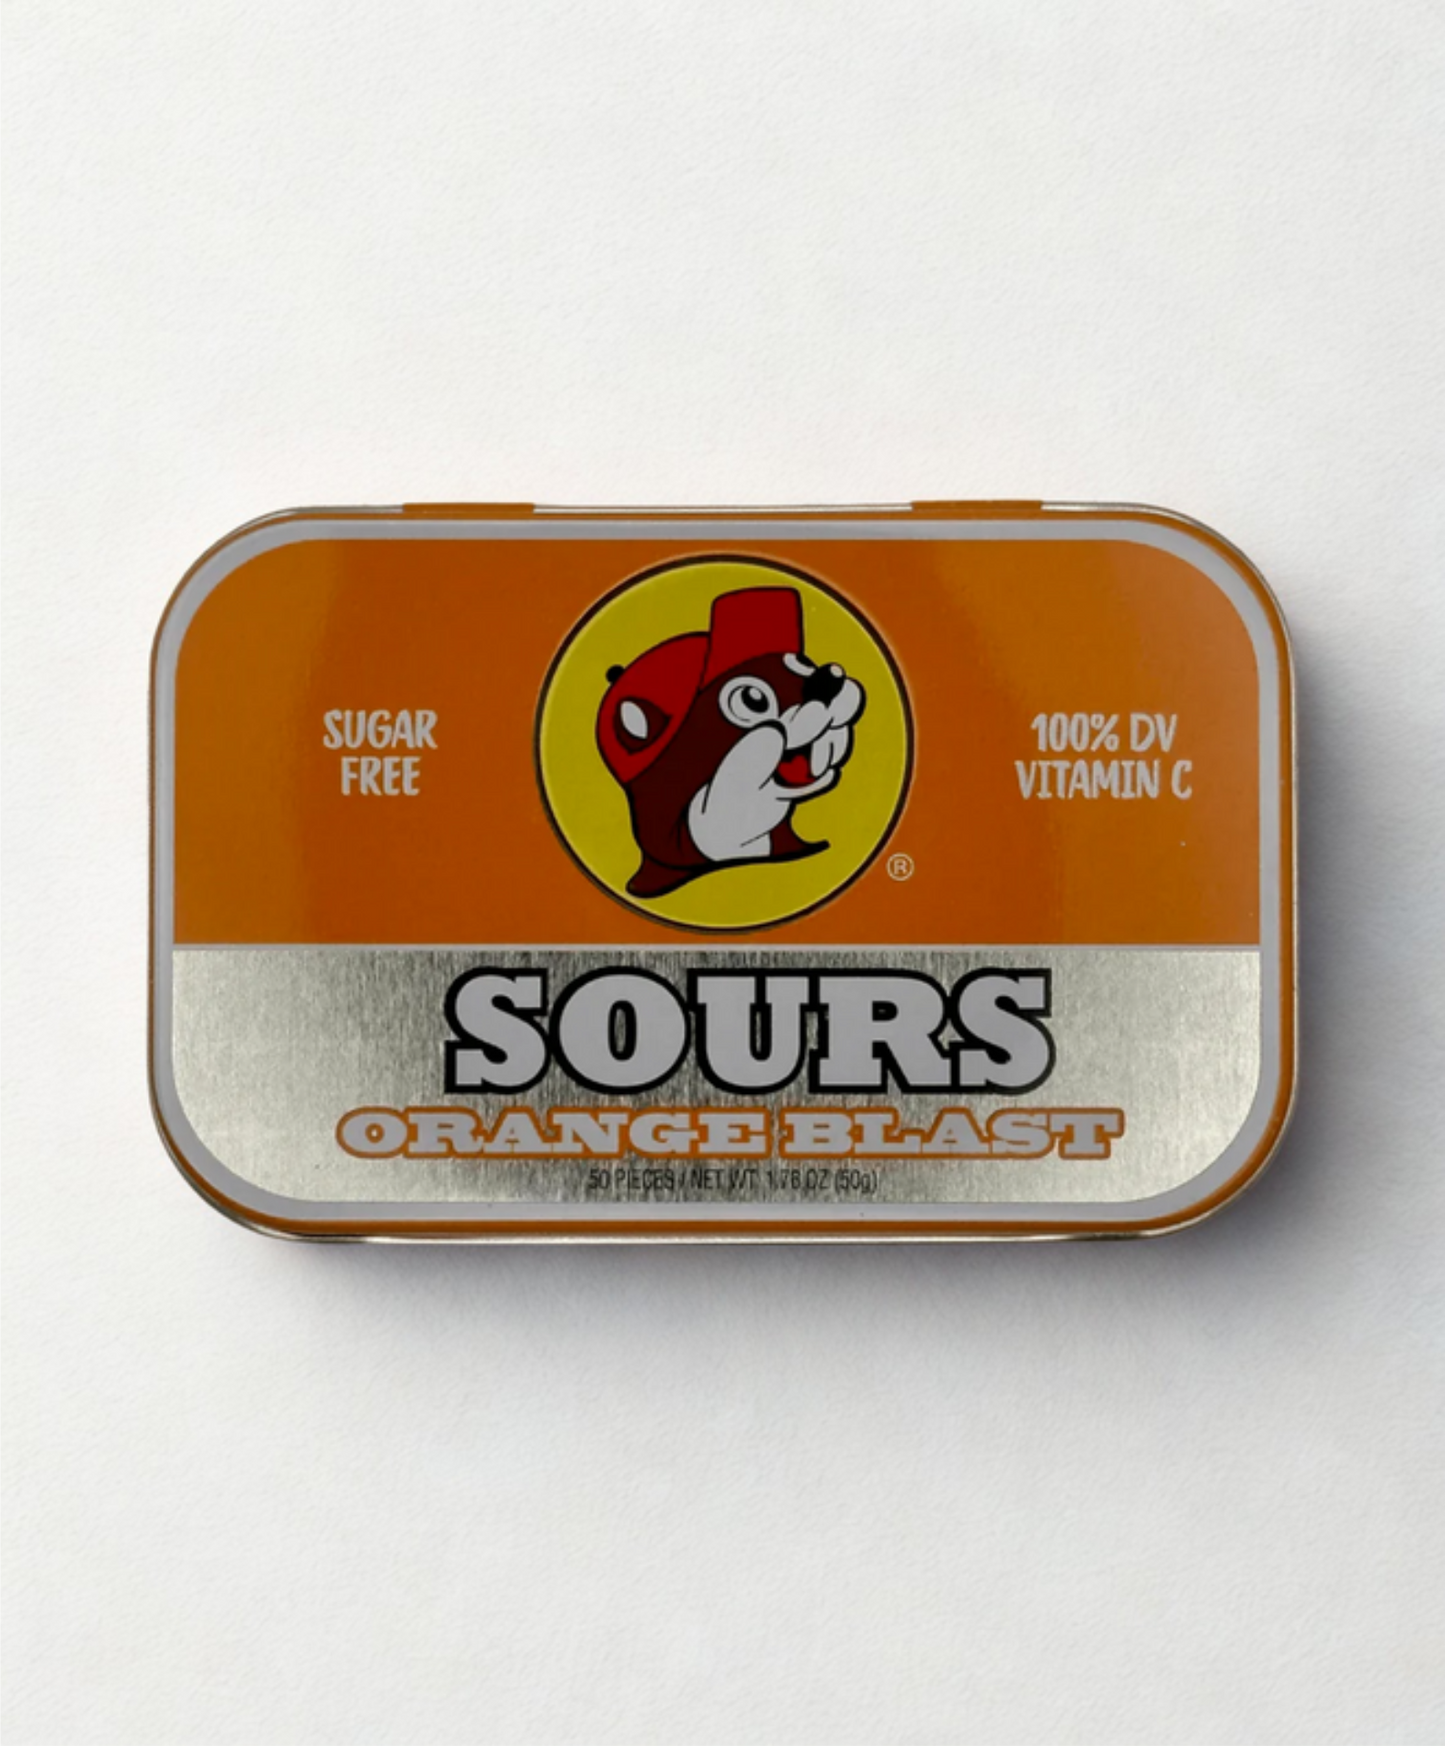 SUGAR
FREE
100% DV
VITAMIN C
®
SOURS
ORANGE BLAST
50 PIECES / NET WT. 1.76 OZ (50g)